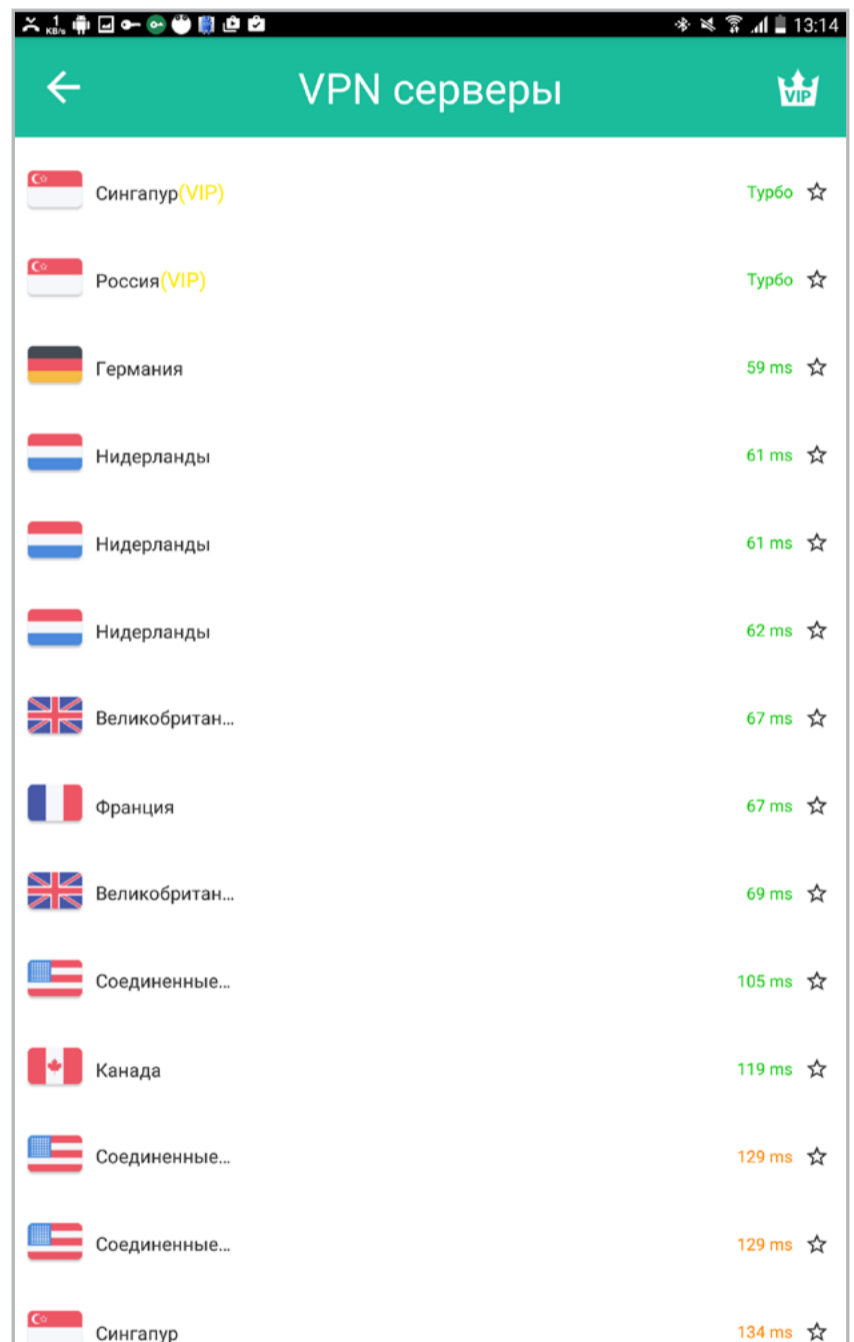 1 KB/s 13:14
VPN серверы VIP
Сингапур(VIP) Турбо
Россия(VIP) Турбо
Германия 59 ms
Нидерланды 61 ms
Нидерланды 61 ms
Нидерланды 62 ms
Великобритан... 67 ms
Франция 67 ms
Великобритан... 69 ms
Соединенные... 105 ms
Канада 119 ms
Соединенные... 129 ms
Соединенные... 129 ms
Сингапур 134 ms